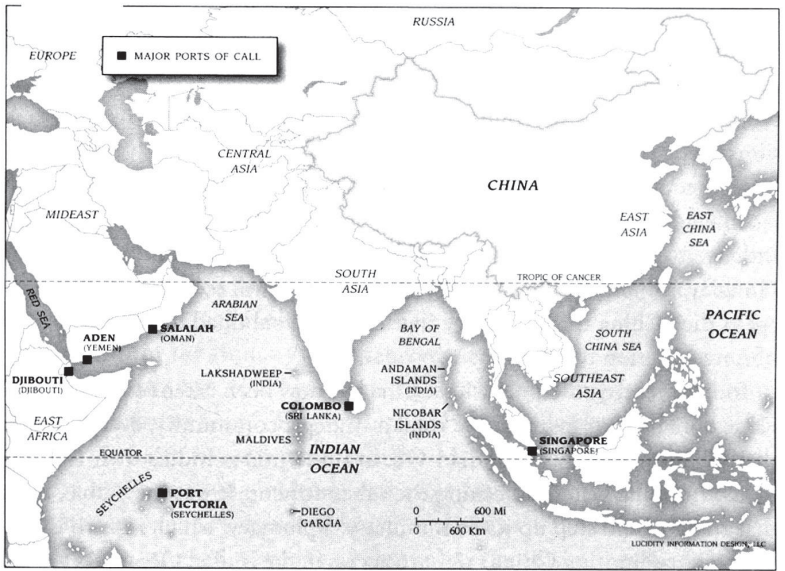 RUSSIA
EUROPE
MAJOR PORTS OF CALL
CENTRAL
ASIA
CHINA
MIDEAST
EAST
ASIA
EAST
CHINA
SEA
SOUTH
ASIA
TROPIC OF CANCER
RED SEA
ARABIAN
SEA
PACIFIC
OCEAN
SALALAH
(OMAN)
BAY OF
BENGAL
SOUTH
CHINA SEA
ADEN
(YEMEN)
LAKSHADWEEP
(INDIA)
ANDAMAN
ISLANDS
(INDIA)
DJIBOUTI
(DJIBOUTI)
SOUTHEAST
ASIA
COLOMBO
(SRI LANKA)
NICOBAR
ISLANDS
(INDIA)
EAST
AFRICA
MALDIVES
SINGAPORE
(SINGAPORE)
EQUATOR
INDIAN
OCEAN
SEYCHELLES
PORT
VICTORIA
(SEYCHELLES)
DIEGO
GARCIA
0 600 Mi
0 600 Km
LUCIDITY INFORMATION DESIGN, LLC